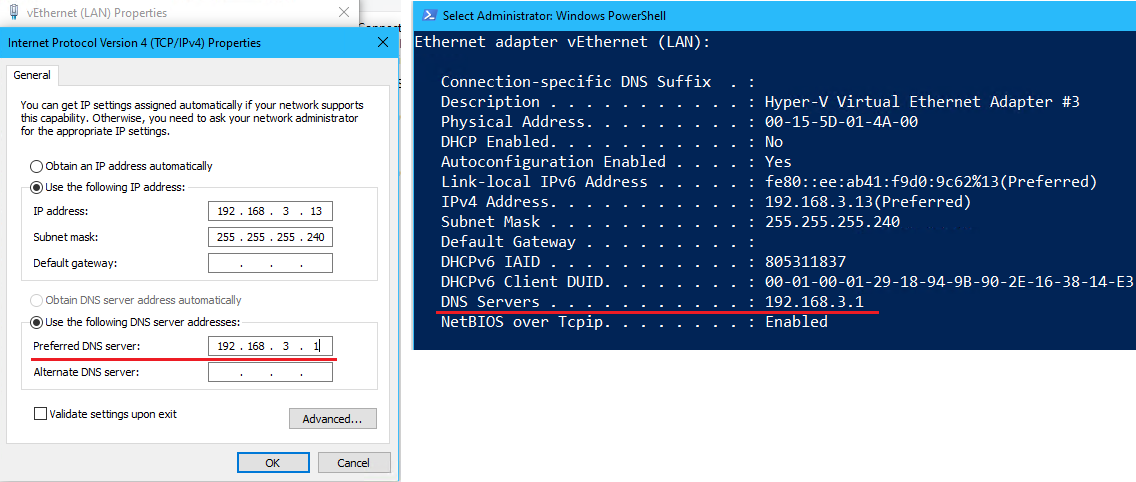 vEthernet (LAN) Properties
Internet Protocol Version 4 (TCP/IPv4) Properties
General
You can get IP settings assigned automatically if your network supports
this capability. Otherwise, you need to ask your network administrator
for the appropriate IP settings.
Obtain an IP address automatically
Use the following IP address:
IP address: 192 . 168 . 3 . 13
Subnet mask: 255 . 255 . 255 . 240
Default gateway: . . .
Obtain DNS server address automatically
Use the following DNS server addresses:
Preferred DNS server: 192 . 168 . 3 . 1
Alternate DNS server: . . .
Validate settings upon exit
Advanced...
OK Cancel
Select Administrator: Windows PowerShell
Ethernet adapter vEthernet (LAN):
Connection-specific DNS Suffix . :
Description . . . . . . . . . . . : Hyper-V Virtual Ethernet Adapter #3
Physical Address. . . . . . . . . : 00-15-5D-01-4A-00
DHCP Enabled. . . . . . . . . . . : No
Autoconfiguration Enabled . . . . : Yes
Link-local IPv6 Address . . . . . : fe80::ee:ab41:f9d0:9c62%13(Preferred)
IPv4 Address. . . . . . . . . . . : 192.168.3.13(Preferred)
Subnet Mask . . . . . . . . . . . : 255.255.255.240
Default Gateway . . . . . . . . . :
DHCPv6 IAID . . . . . . . . . . . : 805311837
DHCPv6 Client DUID. . . . . . . . : 00-01-00-01-29-18-94-9B-90-2E-16-38-14-E3
DNS Servers . . . . . . . . . . . : 192.168.3.1
NetBIOS over Tcpip. . . . . . . . : Enabled